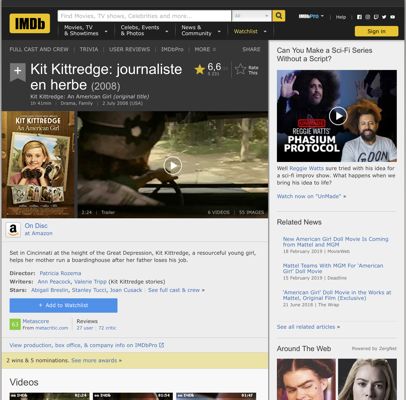 IMDb
Find Movies, TV shows, Celebrities and more...
All
IMDbPro
Help
Movies, TV
& Showtimes
Celebs, Events
& Photos
News &
Community
Watchlist
Sign in
FULL CAST AND CREW | TRIVIA | USER REVIEWS | IMDbPro | MORE
SHARE
Kit Kittredge: journaliste
en herbe (2008)
Kit Kittredge: An American Girl (original title)
1h 41min | Drama, Family | 2 July 2008 (USA)
6,6
Rate
This
KIT KITTREDGE
An American Girl
2:24 | Trailer
6 VIDEOS | 55 IMAGES
On Disc
at Amazon
Set in Cincinnati at the height of the Great Depression, Kit Kittredge, a resourceful young girl,
helps her mother run a boardinghouse after her father loses his job.
Director: Patricia Rozema
Writers: Ann Peacock, Valerie Tripp (Kit Kittredge stories)
Stars: Abigail Breslin, Stanley Tucci, Joan Cusack | See full cast & crew »
+ Add to Watchlist
Metascore
From metacritic.com
Reviews
27 user | 72 critic
View production, box office, & company info on IMDbPro
2 wins & 5 nominations. See more awards »
Videos
Can You Make a Sci-Fi Series
Without a Script?
REGGIE WATTS'
PHASIUM
PROTOKOL
Well Reggie Watts sure tried with his idea for
a sci-fi improv show. What happens when we
bring his idea to life?
Watch now on "UnMade" »
Related News
New American Girl Doll Movie Is Coming
from Mattel and MGM
18 February 2019 | MovieWeb
Mattel Teams With MGM For 'American
Girl' Doll Movie
15 February 2019 | Deadline
'American Girl' Doll Movie in the Works at
Mattel, Original Film (Exclusive)
21 June 2018 | The Wrap
See all related articles »
Around The Web
Powered by ZergNet